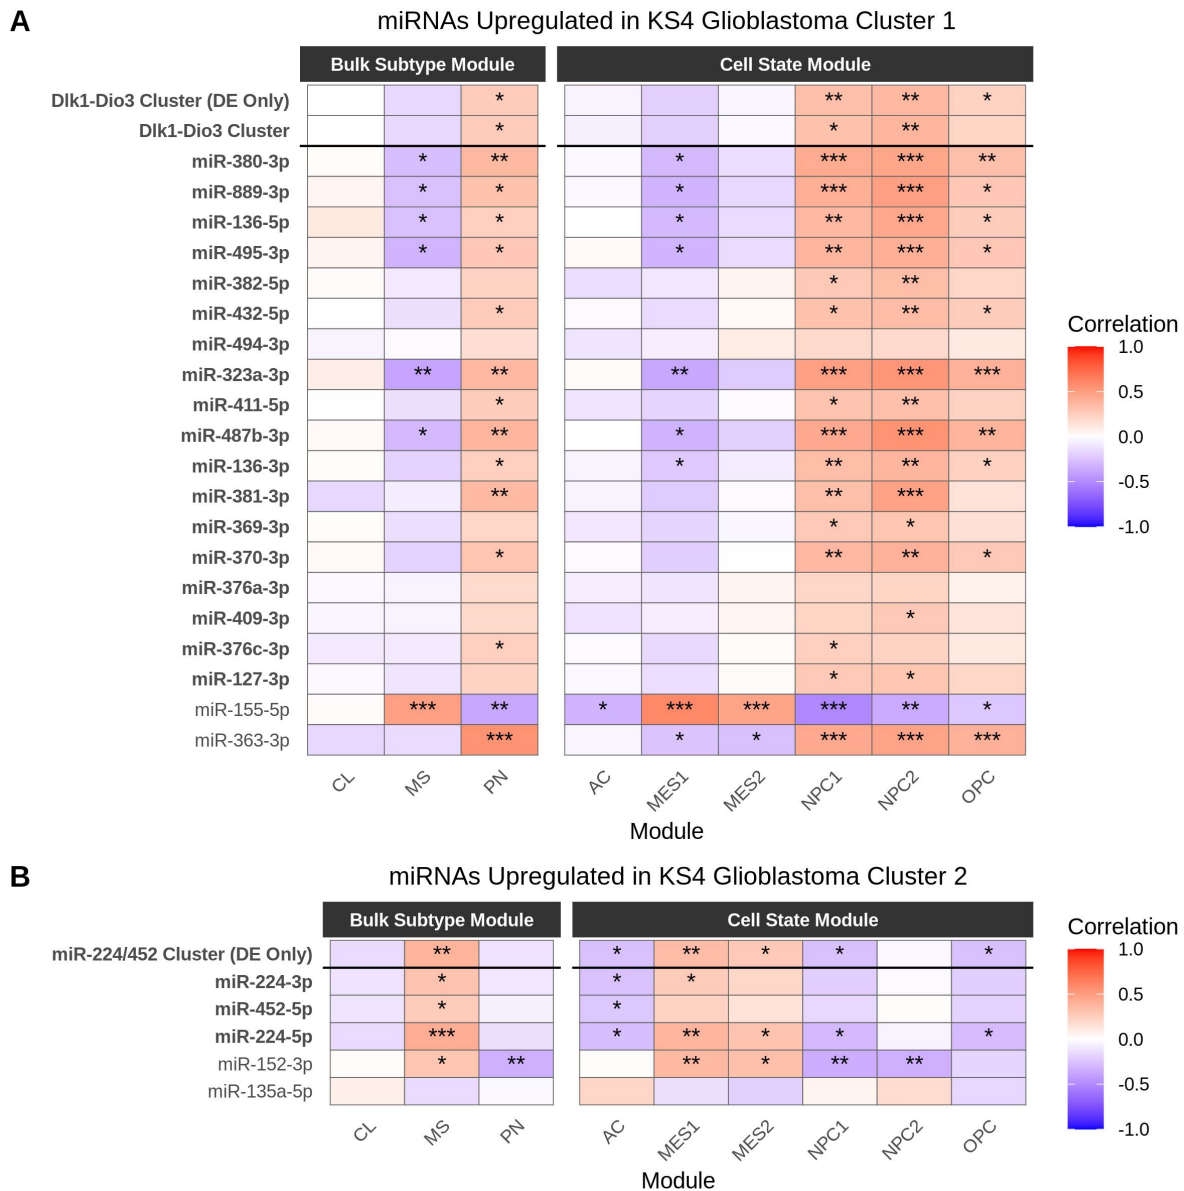 A
miRNAs Upregulated in KS4 Glioblastoma Cluster 1
Bulk Subtype Module Cell State Module
Dlk1-Dio3 Cluster (DE Only) * ** ** *
Dlk1-Dio3 Cluster * * **
miR-380-3p * ** * *** *** **
miR-889-3p * * * *** *** *
miR-136-5p * * * ** *** *
miR-495-3p * * * ** *** *
miR-382-5p * **
miR-432-5p * * ** *
miR-494-3p
miR-323a-3p ** ** ** *** *** ***
miR-411-5p * * **
miR-487b-3p * ** * *** *** **
miR-136-3p * * ** ** *
miR-381-3p ** ** ***
miR-369-3p * *
miR-370-3p * ** ** *
miR-376a-3p
miR-409-3p *
miR-376c-3p * *
miR-127-3p * *
miR-155-5p *** ** * *** *** *** ** *
miR-363-3p *** * * *** *** ***
CL MS PN AC MES1 MES2 NPC1 NPC2 OPC
Module
Correlation
1.0
0.5
0.0
-0.5
-1.0
B
miRNAs Upregulated in KS4 Glioblastoma Cluster 2
Bulk Subtype Module Cell State Module
miR-224/452 Cluster (DE Only) ** * ** * * *
miR-224-3p * * *
miR-452-5p * *
miR-224-5p *** * ** * * *
miR-152-3p * ** ** * ** **
miR-135a-5p
CL MS PN AC MES1 MES2 NPC1 NPC2 OPC
Module
Correlation
1.0
0.5
0.0
-0.5
-1.0